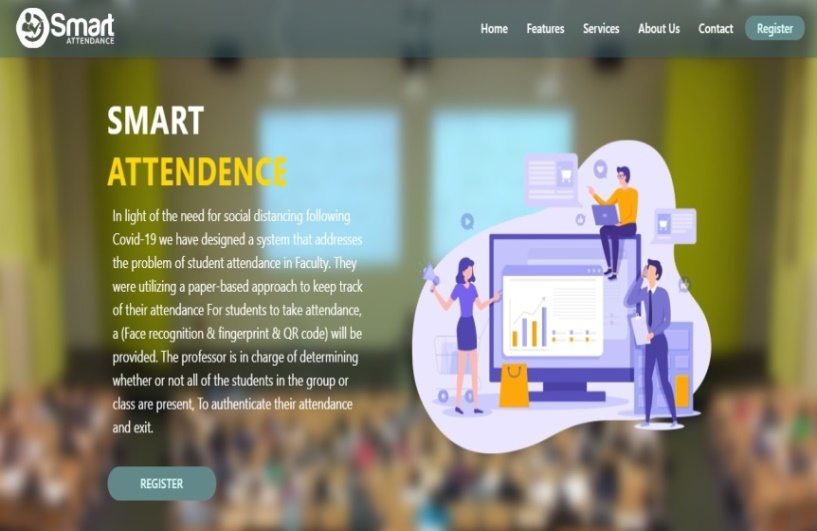 Smart
ATTENDANCE
Home Features Services About Us Contact Register
SMART
ATTENDENCE
In light of the need for social distancing following
Covid-19 we have designed a system that addresses
the problem of student attendance in Faculty. They
were utilizing a paper-based approach to keep track
of their attendance For students to take attendance,
a (Face recognition & fingerprint & QR code) will be
provided. The professor is in charge of determining
whether or not all of the students in the group or
class are present, To authenticate their attendance
and exit.
REGISTER